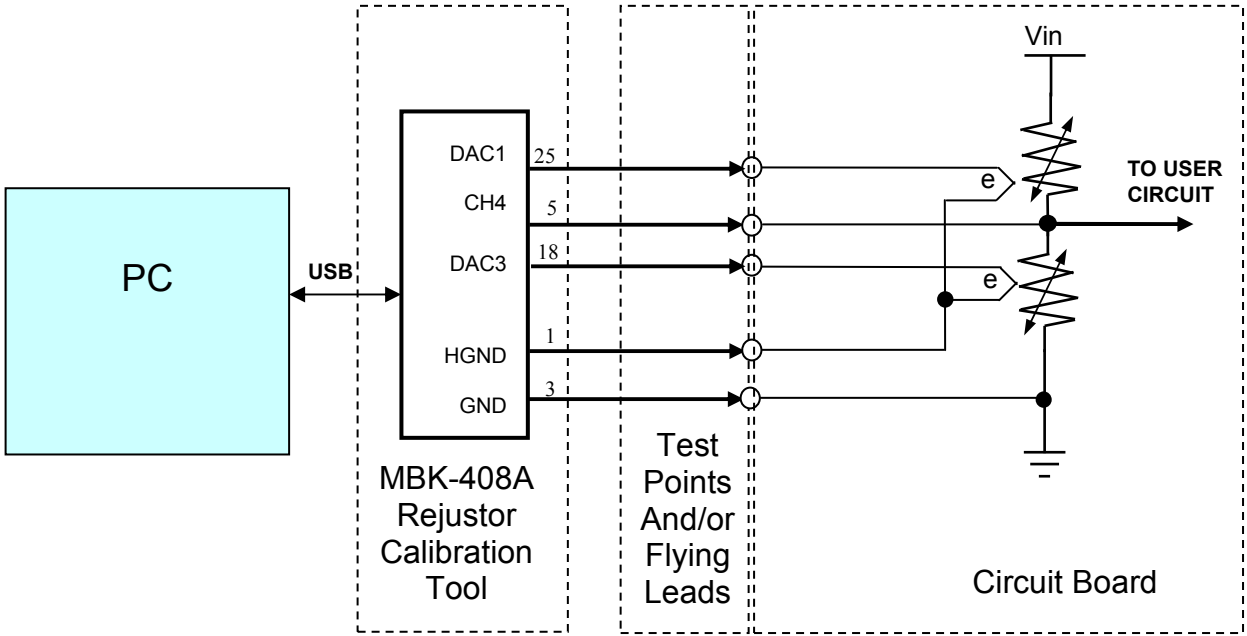 PC
USB
DAC1
25
CH4
5
DAC3
18
HGND
1
GND
3
MBK-408A
Rejustor
Calibration
Tool
Test
Points
And/or
Flying
Leads
Vin
e
TO USER
CIRCUIT
e
Circuit Board